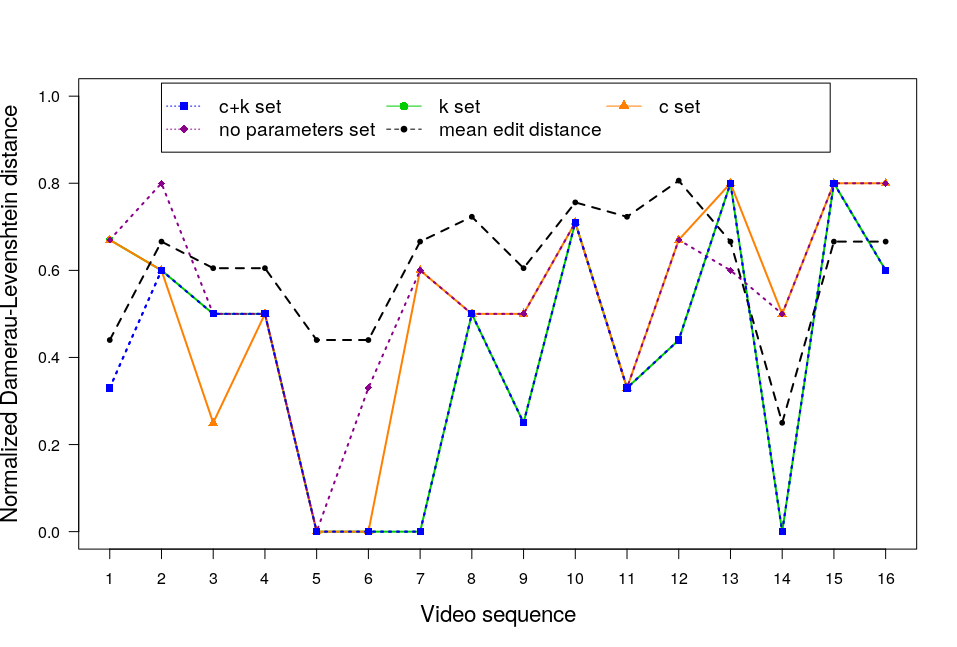 Normalized Damerau-Levenshtein distance
1.0
0.8
0.6
0.4
0.2
0.0
c+k set k set c set
no parameters set mean edit distance
1 2 3 4 5 6 7 8 9 10 11 12 13 14 15 16
Video sequence